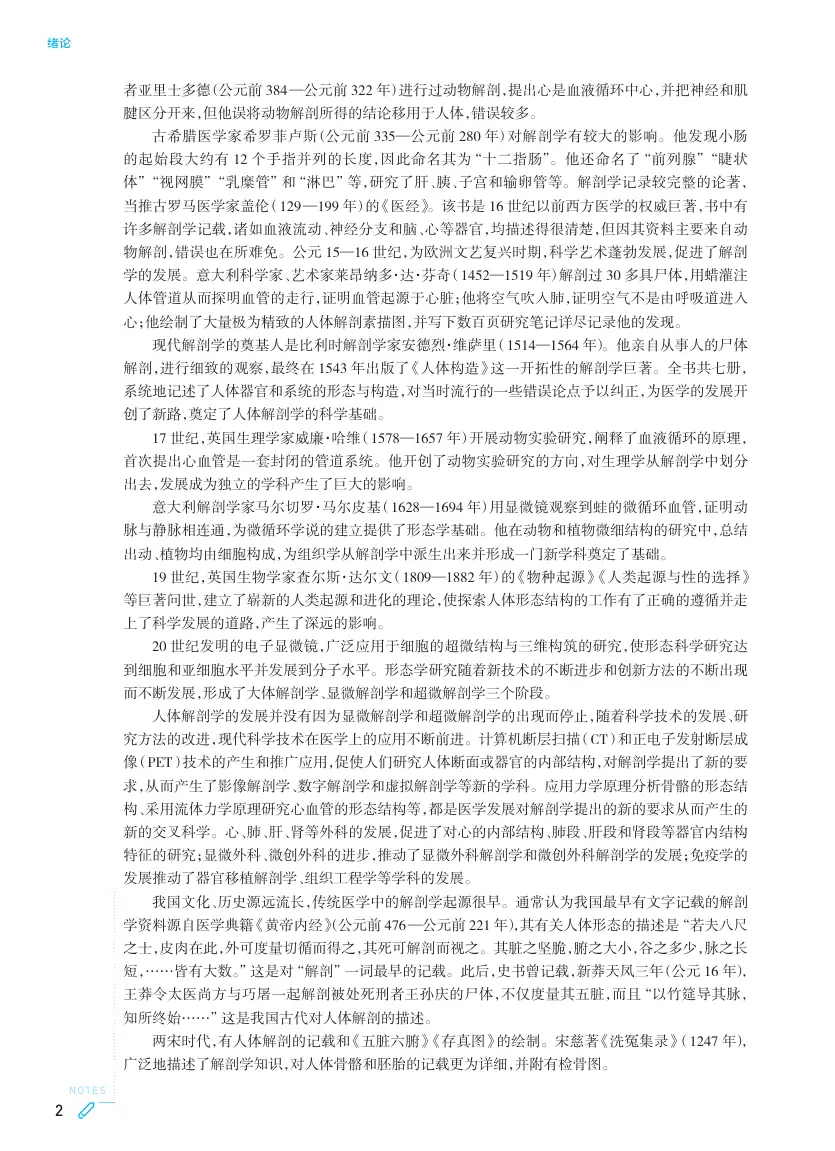 绪论
者亚里士多德(公元前 384—公元前 322 年)进行过动物解剖,提出心是血液循环中心,并把神经和肌
腱区分开来,但他误将动物解剖所得的结论移用于人体,错误较多。
古希腊医学家希罗菲卢斯(公元前 335—公元前 280 年)对解剖学有较大的影响。他发现小肠
的起始段大约有 12 个手指并列的长度,因此命名其为“十二指肠”。他还命名了“前列腺”“睫状
体”“视网膜”“乳糜管”和“淋巴”等,研究了肝、胰、子宫和输卵管等。解剖学记录较完整的论著,
当推古罗马医学家盖伦(129—199 年)的《医经》。该书是 16 世纪以前西方医学的权威巨著,书中有
许多解剖学记载,诸如血液流动、神经分支和脑、心等器官,均描述得很清楚,但因其资料主要来自动
物解剖,错误也在所难免。公元 15—16 世纪,为欧洲文艺复兴时期,科学艺术蓬勃发展,促进了解剖
学的发展。意大利科学家、艺术家莱昂纳多·达·芬奇(1452—1519 年)解剖过 30 多具尸体,用蜡灌注
人体管道从而探明血管的走行,证明血管起源于心脏;他将空气吹入肺,证明空气不是由呼吸道进入
心;他绘制了大量极为精致的人体解剖素描图,并写下数百页研究笔记详尽记录他的发现。
现代解剖学的奠基人是比利时解剖学家安德烈·维萨里(1514—1564 年)。他亲自从事人的尸体
解剖,进行细致的观察,最终在 1543 年出版了《人体构造》这一开拓性的解剖学巨著。全书共七册,
系统地记述了人体器官和系统的形态与构造,对当时流行的一些错误论点予以纠正,为医学的发展开
创了新路,奠定了人体解剖学的科学基础。
17 世纪,英国生理学家威廉·哈维(1578—1657 年)开展动物实验研究,阐释了血液循环的原理,
首次提出心血管是一套封闭的管道系统。他开创了动物实验研究的方向,对生理学从解剖学中划分
出去,发展成为独立的学科产生了巨大的影响。
意大利解剖学家马尔切罗·马尔皮基(1628—1694 年)用显微镜观察到蛙的微循环血管,证明动
脉与静脉相连通,为微循环学说的建立提供了形态学基础。他在动物和植物微细结构的研究中,总结
出动、植物均由细胞构成,为组织学从解剖学中派生出来并形成一门新学科奠定了基础。
19 世纪,英国生物学家查尔斯·达尔文(1809—1882 年)的《物种起源》《人类起源与性的选择》
等巨著问世,建立了崭新的人类起源和进化的理论,使探索人体形态结构的工作有了正确的遵循并走
上了科学发展的道路,产生了深远的影响。
20 世纪发明的电子显微镜,广泛应用于细胞的超微结构与三维构筑的研究,使形态科学研究达
到细胞和亚细胞水平并发展到分子水平。形态学研究随着新技术的不断进步和创新方法的不断出现
而不断发展,形成了大体解剖学、显微解剖学和超微解剖学三个阶段。
人体解剖学的发展并没有因为显微解剖学和超微解剖学的出现而停止,随着科学技术的发展、研
究方法的改进,现代科学技术在医学上的应用不断前进。计算机断层扫描(CT)和正电子发射断层成
像(PET)技术的产生和推广应用,促使人们研究人体断面或器官的内部结构,对解剖学提出了新的要
求,从而产生了影像解剖学、数字解剖学和虚拟解剖学等新的学科。应用力学原理分析骨骼的形态结
构、采用流体力学原理研究心血管的形态结构等,都是医学发展对解剖学提出的新的要求从而产生的
新的交叉科学。心、肺、肝、肾等外科的发展,促进了对心的内部结构、肺段、肝段和肾段等器官内结构
特征的研究;显微外科、微创外科的进步,推动了显微外科解剖学和微创外科解剖学的发展;免疫学的
发展推动了器官移植解剖学、组织工程学等学科的发展。
我国文化、历史源远流长,传统医学中的解剖学起源很早。通常认为我国最早有文字记载的解剖
学资料源自医学典籍《黄帝内经》(公元前 476—公元前 221 年),其有关人体形态的描述是“若夫八尺
之士,皮肉在此,外可度量切循而得之,其死可解剖而视之。其脏之坚脆,腑之大小,谷之多少,脉之长
短,……皆有大数。”这是对“解剖”一词最早的记载。此后,史书曾记载,新莽天凤三年(公元 16 年),
王莽令太医尚方与巧屠一起解剖被处死刑者王孙庆的尸体,不仅度量其五脏,而且“以竹筳导其脉,
知所终始……”这是我国古代对人体解剖的描述。
两宋时代,有人体解剖的记载和《五脏六腑》《存真图》的绘制。宋慈著《洗冤集录》(1247 年),
广泛地描述了解剖学知识,对人体骨骼和胚胎的记载更为详细,并附有检骨图。
NOTES
2